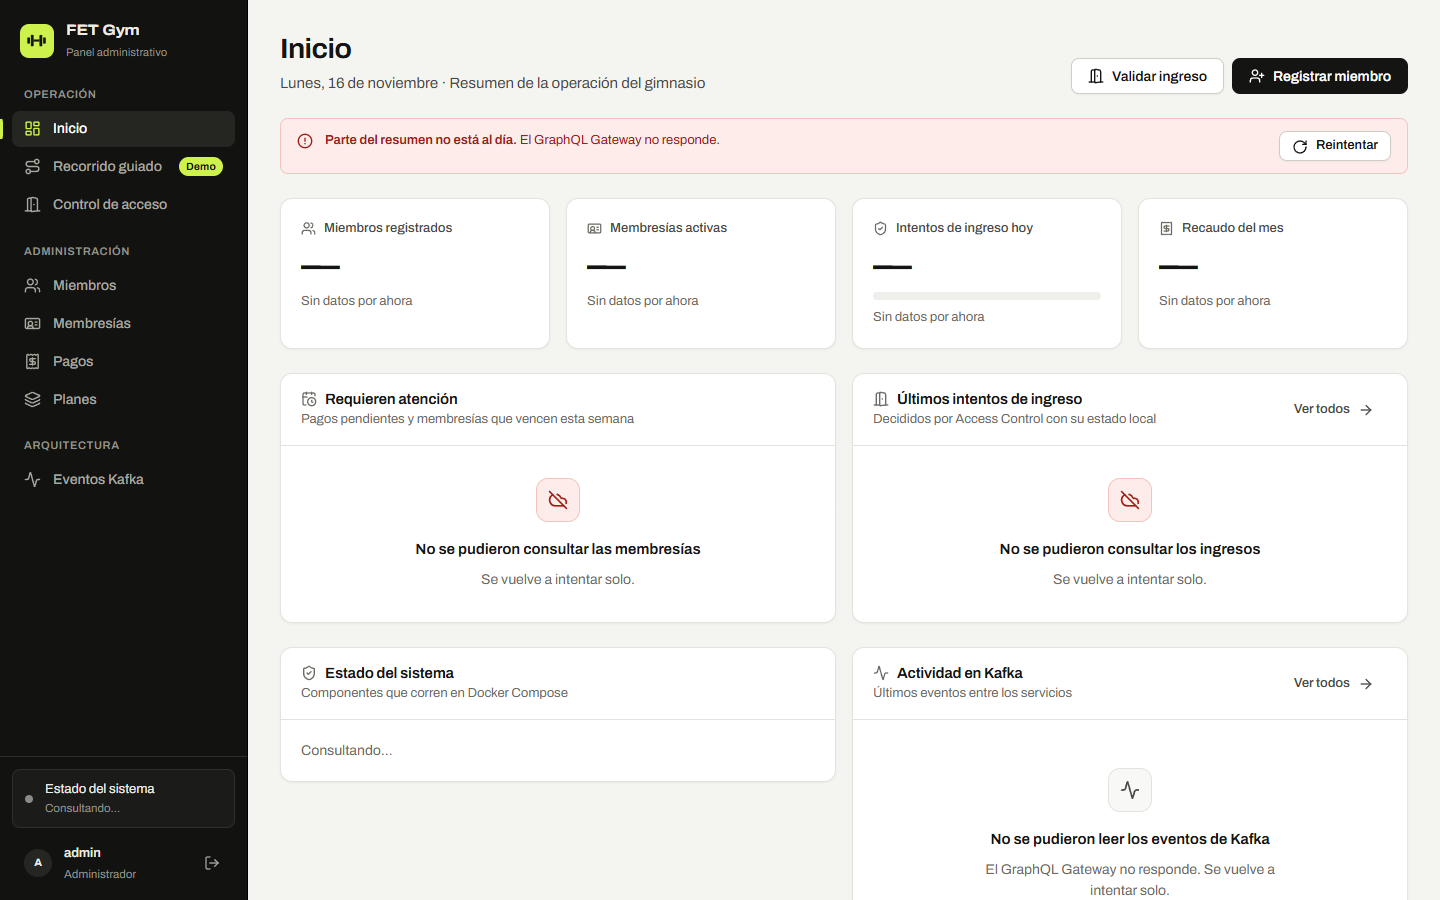 FET Gym
Panel administrativo
OPERACIÓN
Inicio
Recorrido guiado
Demo
Control de acceso
ADMINISTRACIÓN
Miembros
Membresías
Pagos
Planes
ARQUITECTURA
Eventos Kafka
Estado del sistema
Consultando...
A
admin
Administrador
Inicio
Lunes, 16 de noviembre · Resumen de la operación del gimnasio
Validar ingreso
Registrar miembro
Parte del resumen no está al día. El GraphQL Gateway no responde.
Reintentar
Miembros registrados
—
Sin datos por ahora
Membresías activas
—
Sin datos por ahora
Intentos de ingreso hoy
—
Sin datos por ahora
Recaudo del mes
—
Sin datos por ahora
Requieren atención
Pagos pendientes y membresías que vencen esta semana
No se pudieron consultar las membresías
Se vuelve a intentar solo.
Últimos intentos de ingreso
Decididos por Access Control con su estado local
Ver todos
No se pudieron consultar los ingresos
Se vuelve a intentar solo.
Estado del sistema
Componentes que corren en Docker Compose
Consultando...
Actividad en Kafka
Últimos eventos entre los servicios
Ver todos
No se pudieron leer los eventos de Kafka
El GraphQL Gateway no responde. Se vuelve a
intentar solo.